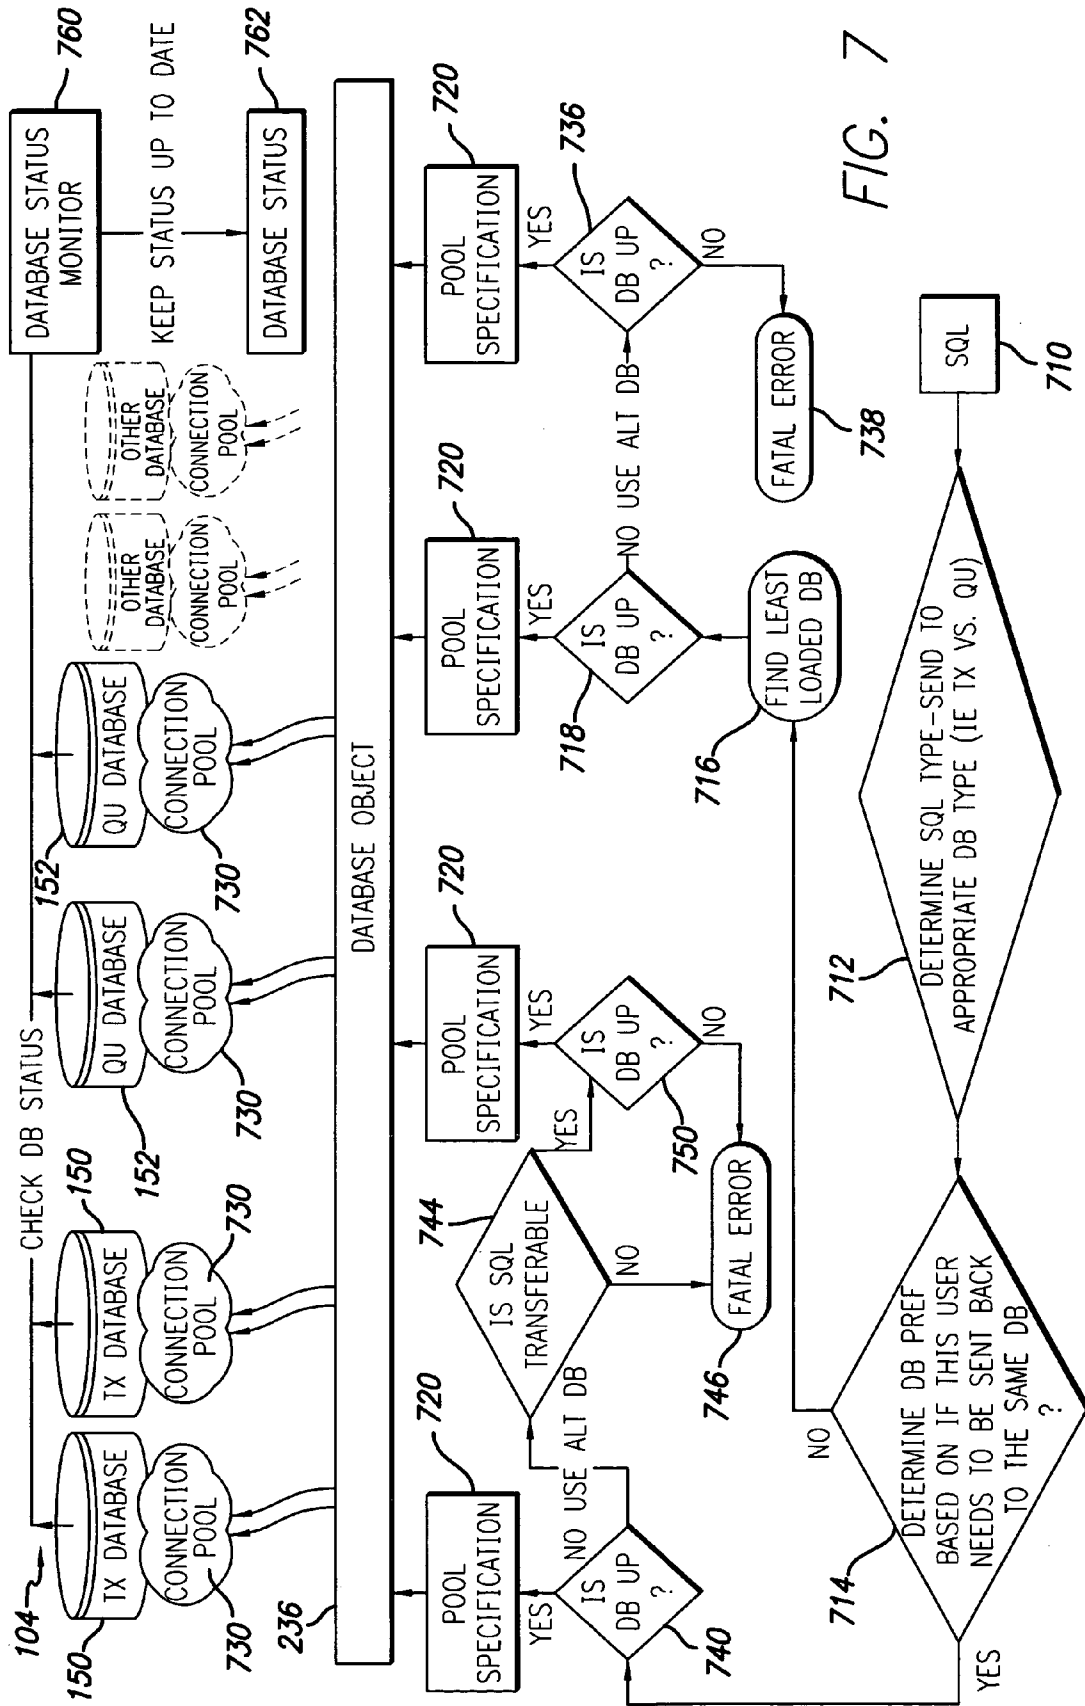 104
CHECK DB STATUS
150
TX DATABASE
CONNECTION
POOL
730
150
TX DATABASE
CONNECTION
POOL
730
152
QU DATABASE
CONNECTION
POOL
730
152
QU DATABASE
CONNECTION
POOL
730
OTHER
DATABASE
CONNECTION
POOL
OTHER
DATABASE
CONNECTION
POOL
DATABASE STATUS
MONITOR
760
KEEP STATUS UP TO DATE
DATABASE STATUS
762
236
DATABASE OBJECT
POOL
SPECIFICATION
720
POOL
SPECIFICATION
720
POOL
SPECIFICATION
720
POOL
SPECIFICATION
720
YES
IS
DB UP
?
740
NO USE ALT DB
IS SQL
TRANSFERABLE
744
YES
NO
YES
IS
DB UP
?
750
NO
FATAL ERROR
746
YES
IS
DB UP
?
718
NO USE ALT DB
YES
IS
DB UP
?
736
NO
FATAL ERROR
738
FIND LEAST
LOADED DB
716
DETERMINE DB PREF
BASED ON IF THIS USER
NEEDS TO BE SENT BACK
TO THE SAME DB
?
714
YES
NO
DETERMINE SQL TYPE-SEND TO
APPROPRIATE DB TYPE (IE TX VS. QU)
712
SQL
710
FIG. 7